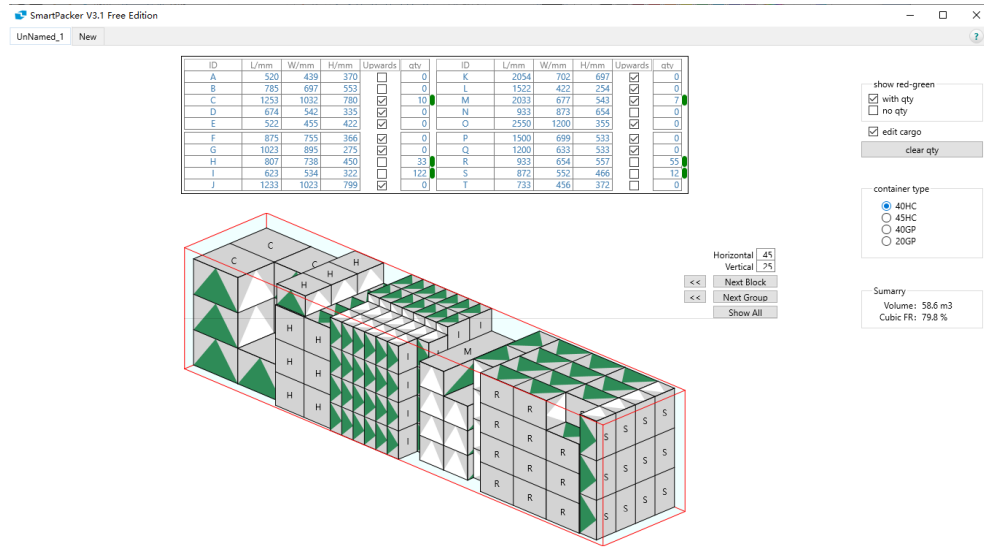 SmartPacker V3.1 Free Edition
UnNamed_1 New
?
ID L/mm W/mm H/mm Upwards qty ID L/mm W/mm H/mm Upwards qty
A 520 439 370 0 K 2054 702 697 0
B 785 697 553 0 L 1522 422 254 0
C 1253 1032 780 10 M 2033 677 543 7
D 674 542 335 0 N 933 873 654 0
E 522 455 422 0 O 2550 1200 355 0
F 875 755 366 0 P 1500 699 533 0
G 1023 895 275 0 Q 1200 633 533 0
H 807 738 450 33 R 933 654 557 55
I 623 534 322 122 S 872 552 466 12
J 1233 1023 799 0 T 733 456 372 0
show red-green
with qty
no qty
edit cargo
clear qty
container type
40HC
45HC
40GP
20GP
Horizontal 45
Vertical 25
<< Next Block
<< Next Group
Show All
Sumarry
Volume: 58.6 m3
Cubic FR: 79.8 %
C
C
H
H
H
H H
H H
H H
I I
I
I
I
I
M
R R
R R R
R R R
R R R
S S S S
S S S
S S S S